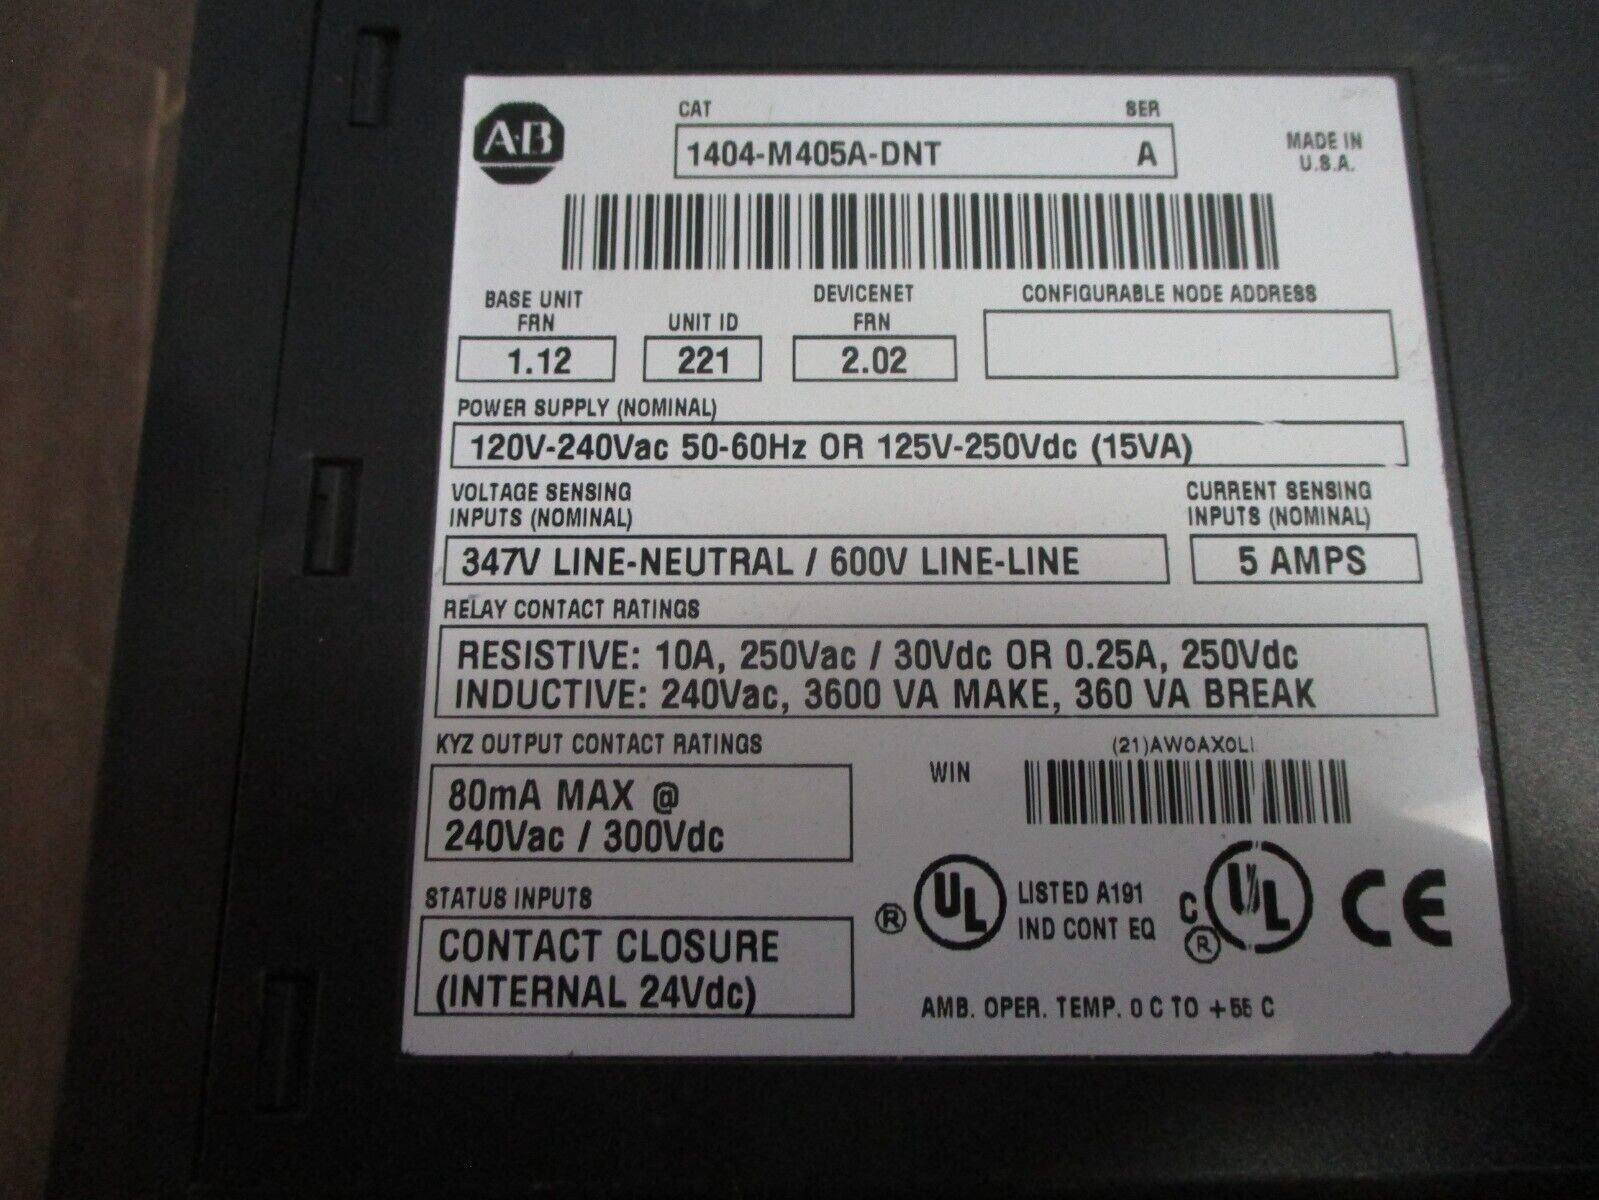 A·B
CAT
SER
1404-M405A-DNT A
MADE IN
U.S.A.
BASE UNIT
FRN
UNIT ID
DEVICENET
FRN
CONFIGURABLE NODE ADDRESS
1.12
221
2.02
POWER SUPPLY (NOMINAL)
120V-240Vac 50-60Hz OR 125V-250Vdc (15VA)
VOLTAGE SENSING
INPUTS (NOMINAL)
CURRENT SENSING
INPUTS (NOMINAL)
347V LINE-NEUTRAL / 600V LINE-LINE
5 AMPS
RELAY CONTACT RATINGS
RESISTIVE: 10A, 250Vac / 30Vdc OR 0.25A, 250Vdc
INDUCTIVE: 240Vac, 3600 VA MAKE, 360 VA BREAK
KYZ OUTPUT CONTACT RATINGS
80mA MAX @
240Vac / 300Vdc
WIN
STATUS INPUTS
CONTACT CLOSURE
(INTERNAL 24Vdc)
® UL LISTED A191
IND CONT EQ
C UL ®
CE
AMB. OPER. TEMP. 0 C TO +55 C